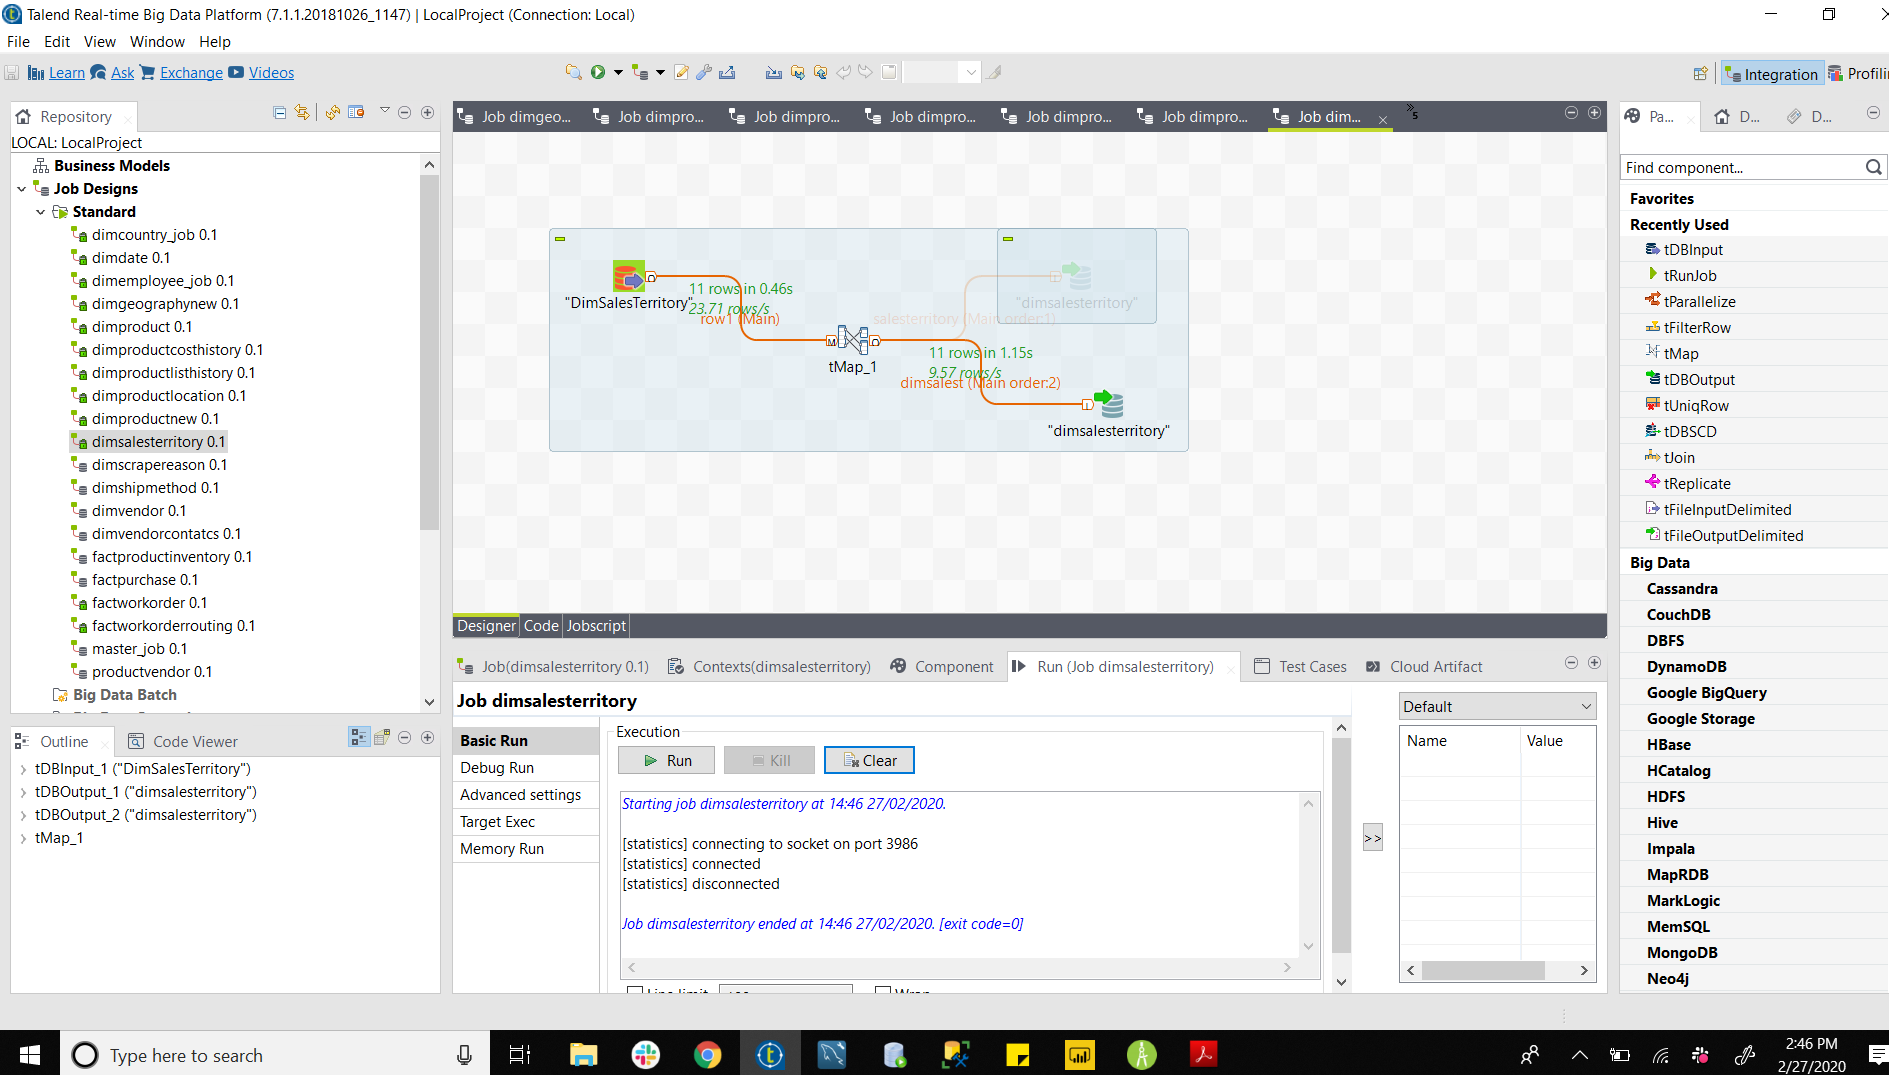 Talend Real-time Big Data Platform (7.1.1.20181026_1147) | LocalProject (Connection: Local)
File Edit View Window Help
Learn Ask Exchange Videos
Integration
Profili
Repository
LOCAL: LocalProject
Business Models
Job Designs
Standard
dimcountry_job 0.1
dimdate 0.1
dimemployee_job 0.1
dimgeographynew 0.1
dimproduct 0.1
dimproductcosthistory 0.1
dimproductlisthistory 0.1
dimproductlocation 0.1
dimproductnew 0.1
dimsalesterritory 0.1
dimscrapereason 0.1
dimshipmethod 0.1
dimvendor 0.1
dimvendorcontatcs 0.1
factproductinventory 0.1
factpurchase 0.1
factworkorder 0.1
factworkorderrouting 0.1
master_job 0.1
productvendor 0.1
Big Data Batch
Outline Code Viewer
tDBInput_1 ("DimSalesTerritory")
tDBOutput_1 ("dimsalesterritory")
tDBOutput_2 ("dimsalesterritory")
tMap_1
Job dimgeo... Job dimpro... Job dimpro... Job dimpro... Job dimpro... Job dimpro... Job dim... 5
"DimSalesTerritory"
11 rows in 0.46s
23.71 rows/s
row1 (Main)
M
tMap_1
salesterritory (Main order:1)
"dimsalesterritory"
11 rows in 1.15s
9.57 rows/s
dimsalest (Main order:2)
"dimsalesterritory"
Designer Code Jobscript
Job(dimsalesterritory 0.1) Contexts(dimsalesterritory) Component Run (Job dimsalesterritory) Test Cases Cloud Artifact
Job dimsalesterritory
Basic Run
Debug Run
Advanced settings
Target Exec
Memory Run
Execution
Run Kill Clear
Starting job dimsalesterritory at 14:46 27/02/2020.
[statistics] connecting to socket on port 3986
[statistics] connected
[statistics] disconnected
Job dimsalesterritory ended at 14:46 27/02/2020. [exit code=0]
>>
Default
Name Value
Pa... D... D...
Find component...
Favorites
Recently Used
tDBInput
tRunJob
tParallelize
tFilterRow
tMap
tDBOutput
tUniqRow
tDBSCD
tJoin
tReplicate
tFileInputDelimited
tFileOutputDelimited
Big Data
Cassandra
CouchDB
DBFS
DynamoDB
Google BigQuery
Google Storage
HBase
HCatalog
HDFS
Hive
Impala
MapRDB
MarkLogic
MemSQL
MongoDB
Neo4j
Type here to search
2:46 PM
2/27/2020